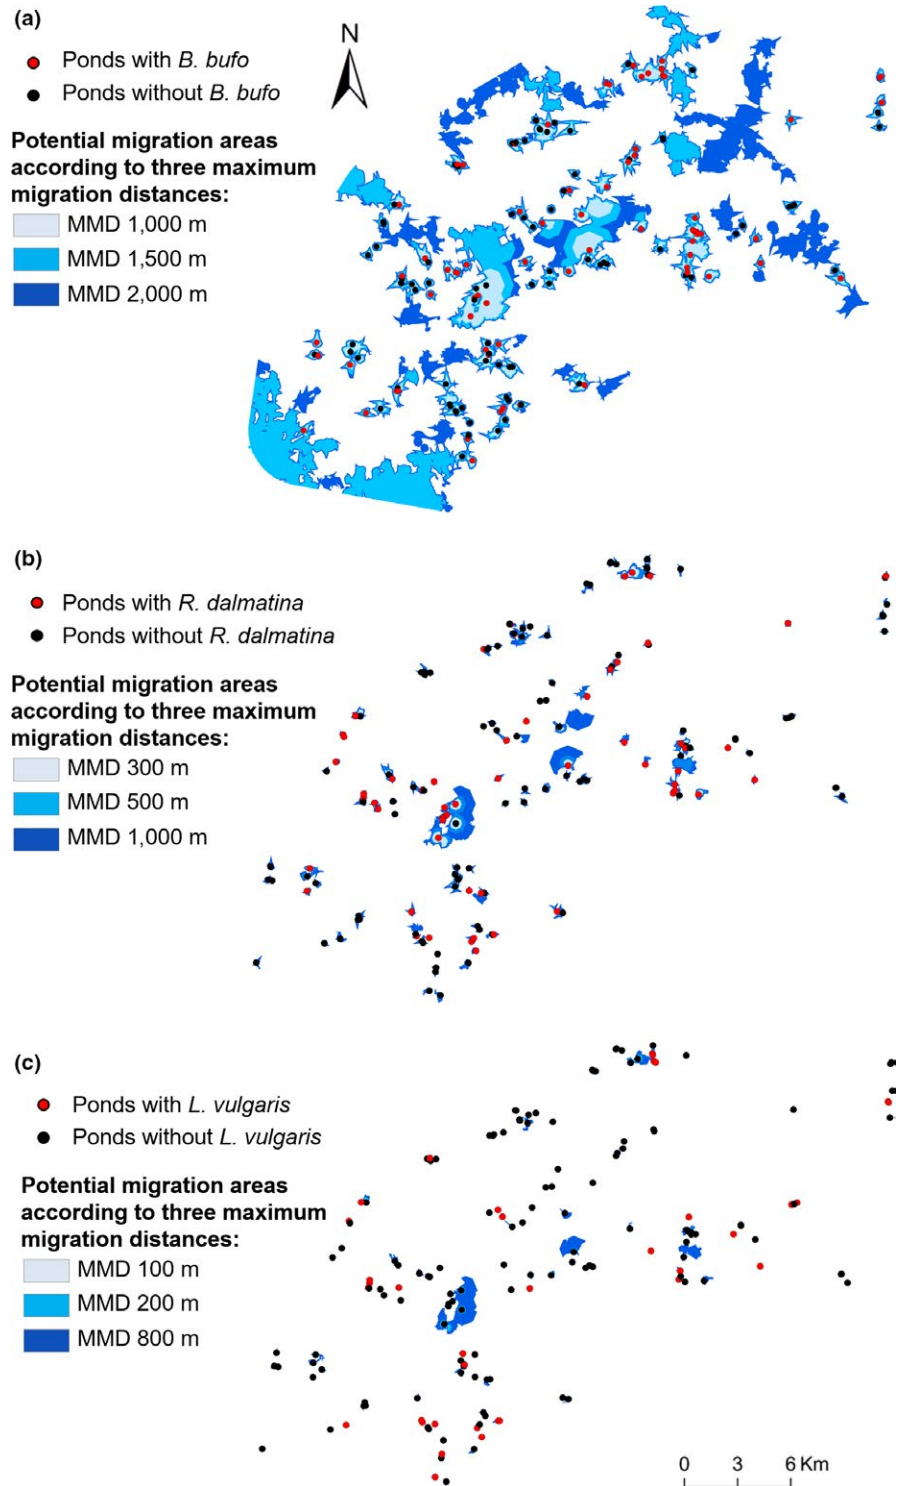 (a)
N
Ponds with B. bufo
Ponds without B. bufo
Potential migration areas
according to three maximum
migration distances:
MMD 1,000 m
MMD 1,500 m
MMD 2,000 m
(b)
Ponds with R. dalmatina
Ponds without R. dalmatina
Potential migration areas
according to three maximum
migration distances:
MMD 300 m
MMD 500 m
MMD 1,000 m
(c)
Ponds with L. vulgaris
Ponds without L. vulgaris
Potential migration areas
according to three maximum
migration distances:
MMD 100 m
MMD 200 m
MMD 800 m
0 3 6 Km